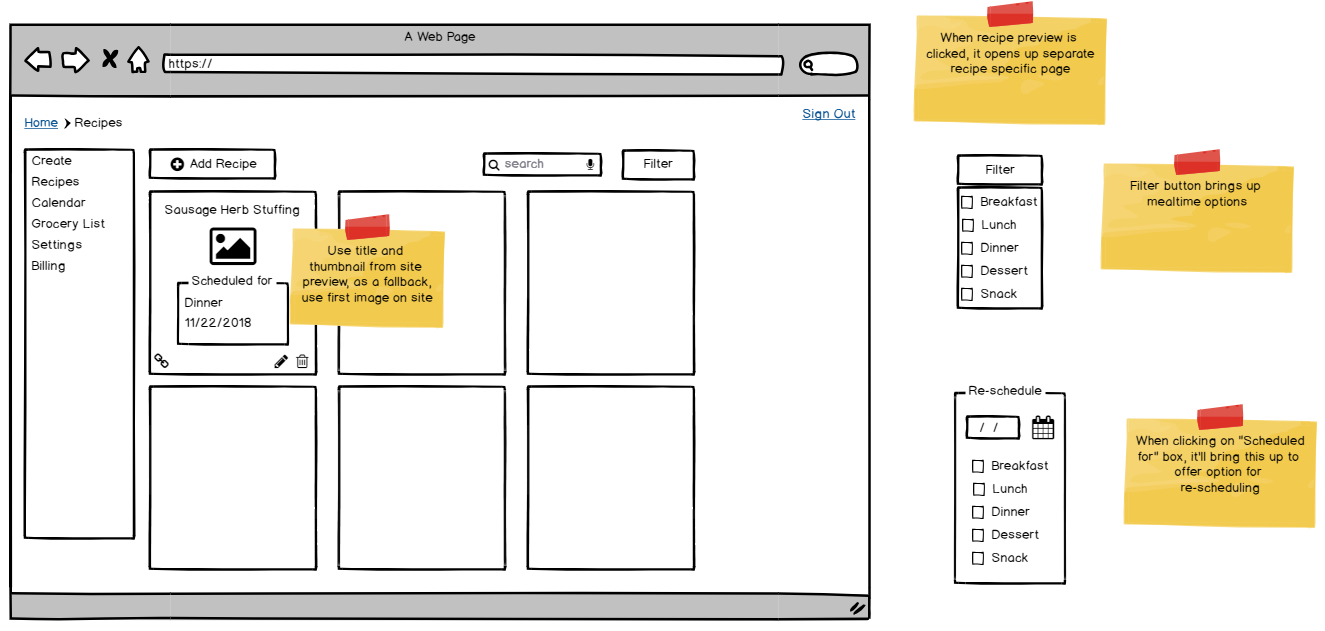 A Web Page
https://
Home Recipes
Sign Out
Create
Recipes
Calendar
Grocery List
Settings
Billing
Add Recipe
search
Filter
Sausage Herb Stuffing
Scheduled for
Dinner
11/22/2018
Use title and
thumbnail from site
preview, as a fallback,
use first image on site
When recipe preview is
clicked, it opens up separate
recipe specific page
Filter
Breakfast
Lunch
Dinner
Dessert
Snack
Filter button brings up
mealtime options
Re-schedule
/ /
Breakfast
Lunch
Dinner
Dessert
Snack
When clicking on "Scheduled
for" box, it'll bring this up to
offer option for
re-scheduling